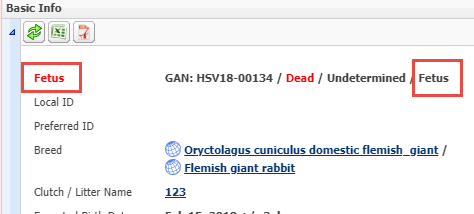 Basic Info
Fetus GAN: HSV18-00134 / Dead / Undetermined / Fetus
Local ID
Preferred ID
Breed Oryctolagus cuniculus domestic flemish_giant /
Flemish giant rabbit
Clutch / Litter Name 123